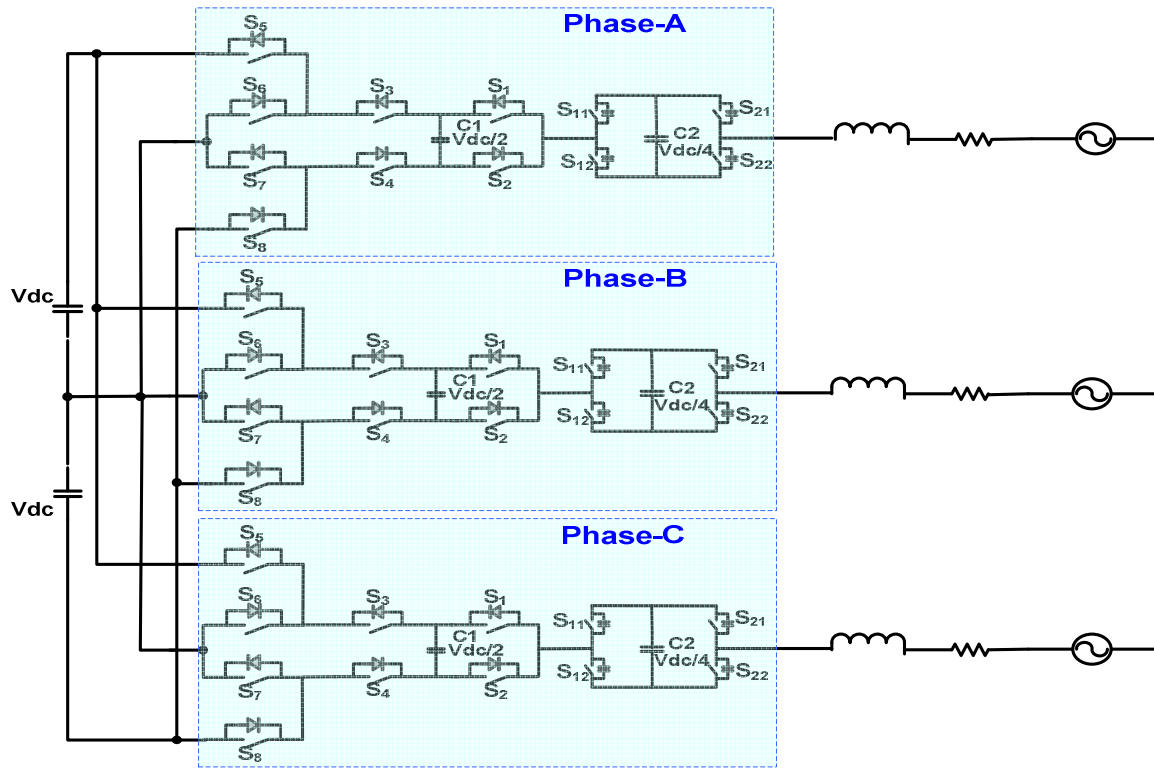 Phase-A
S5
S6
S3
S1
S11
S21
C1
Vdc/2
C2
Vdc/4
S12
S22
S7
S4
S2
S8
Vdc
Phase-B
S5
S6
S3
S1
S11
S21
C1
Vdc/2
C2
Vdc/4
S12
S22
S7
S4
S2
S8
Vdc
Phase-C
S5
S6
S3
S1
S11
S21
C1
Vdc/2
C2
Vdc/4
S12
S22
S7
S4
S2
S8